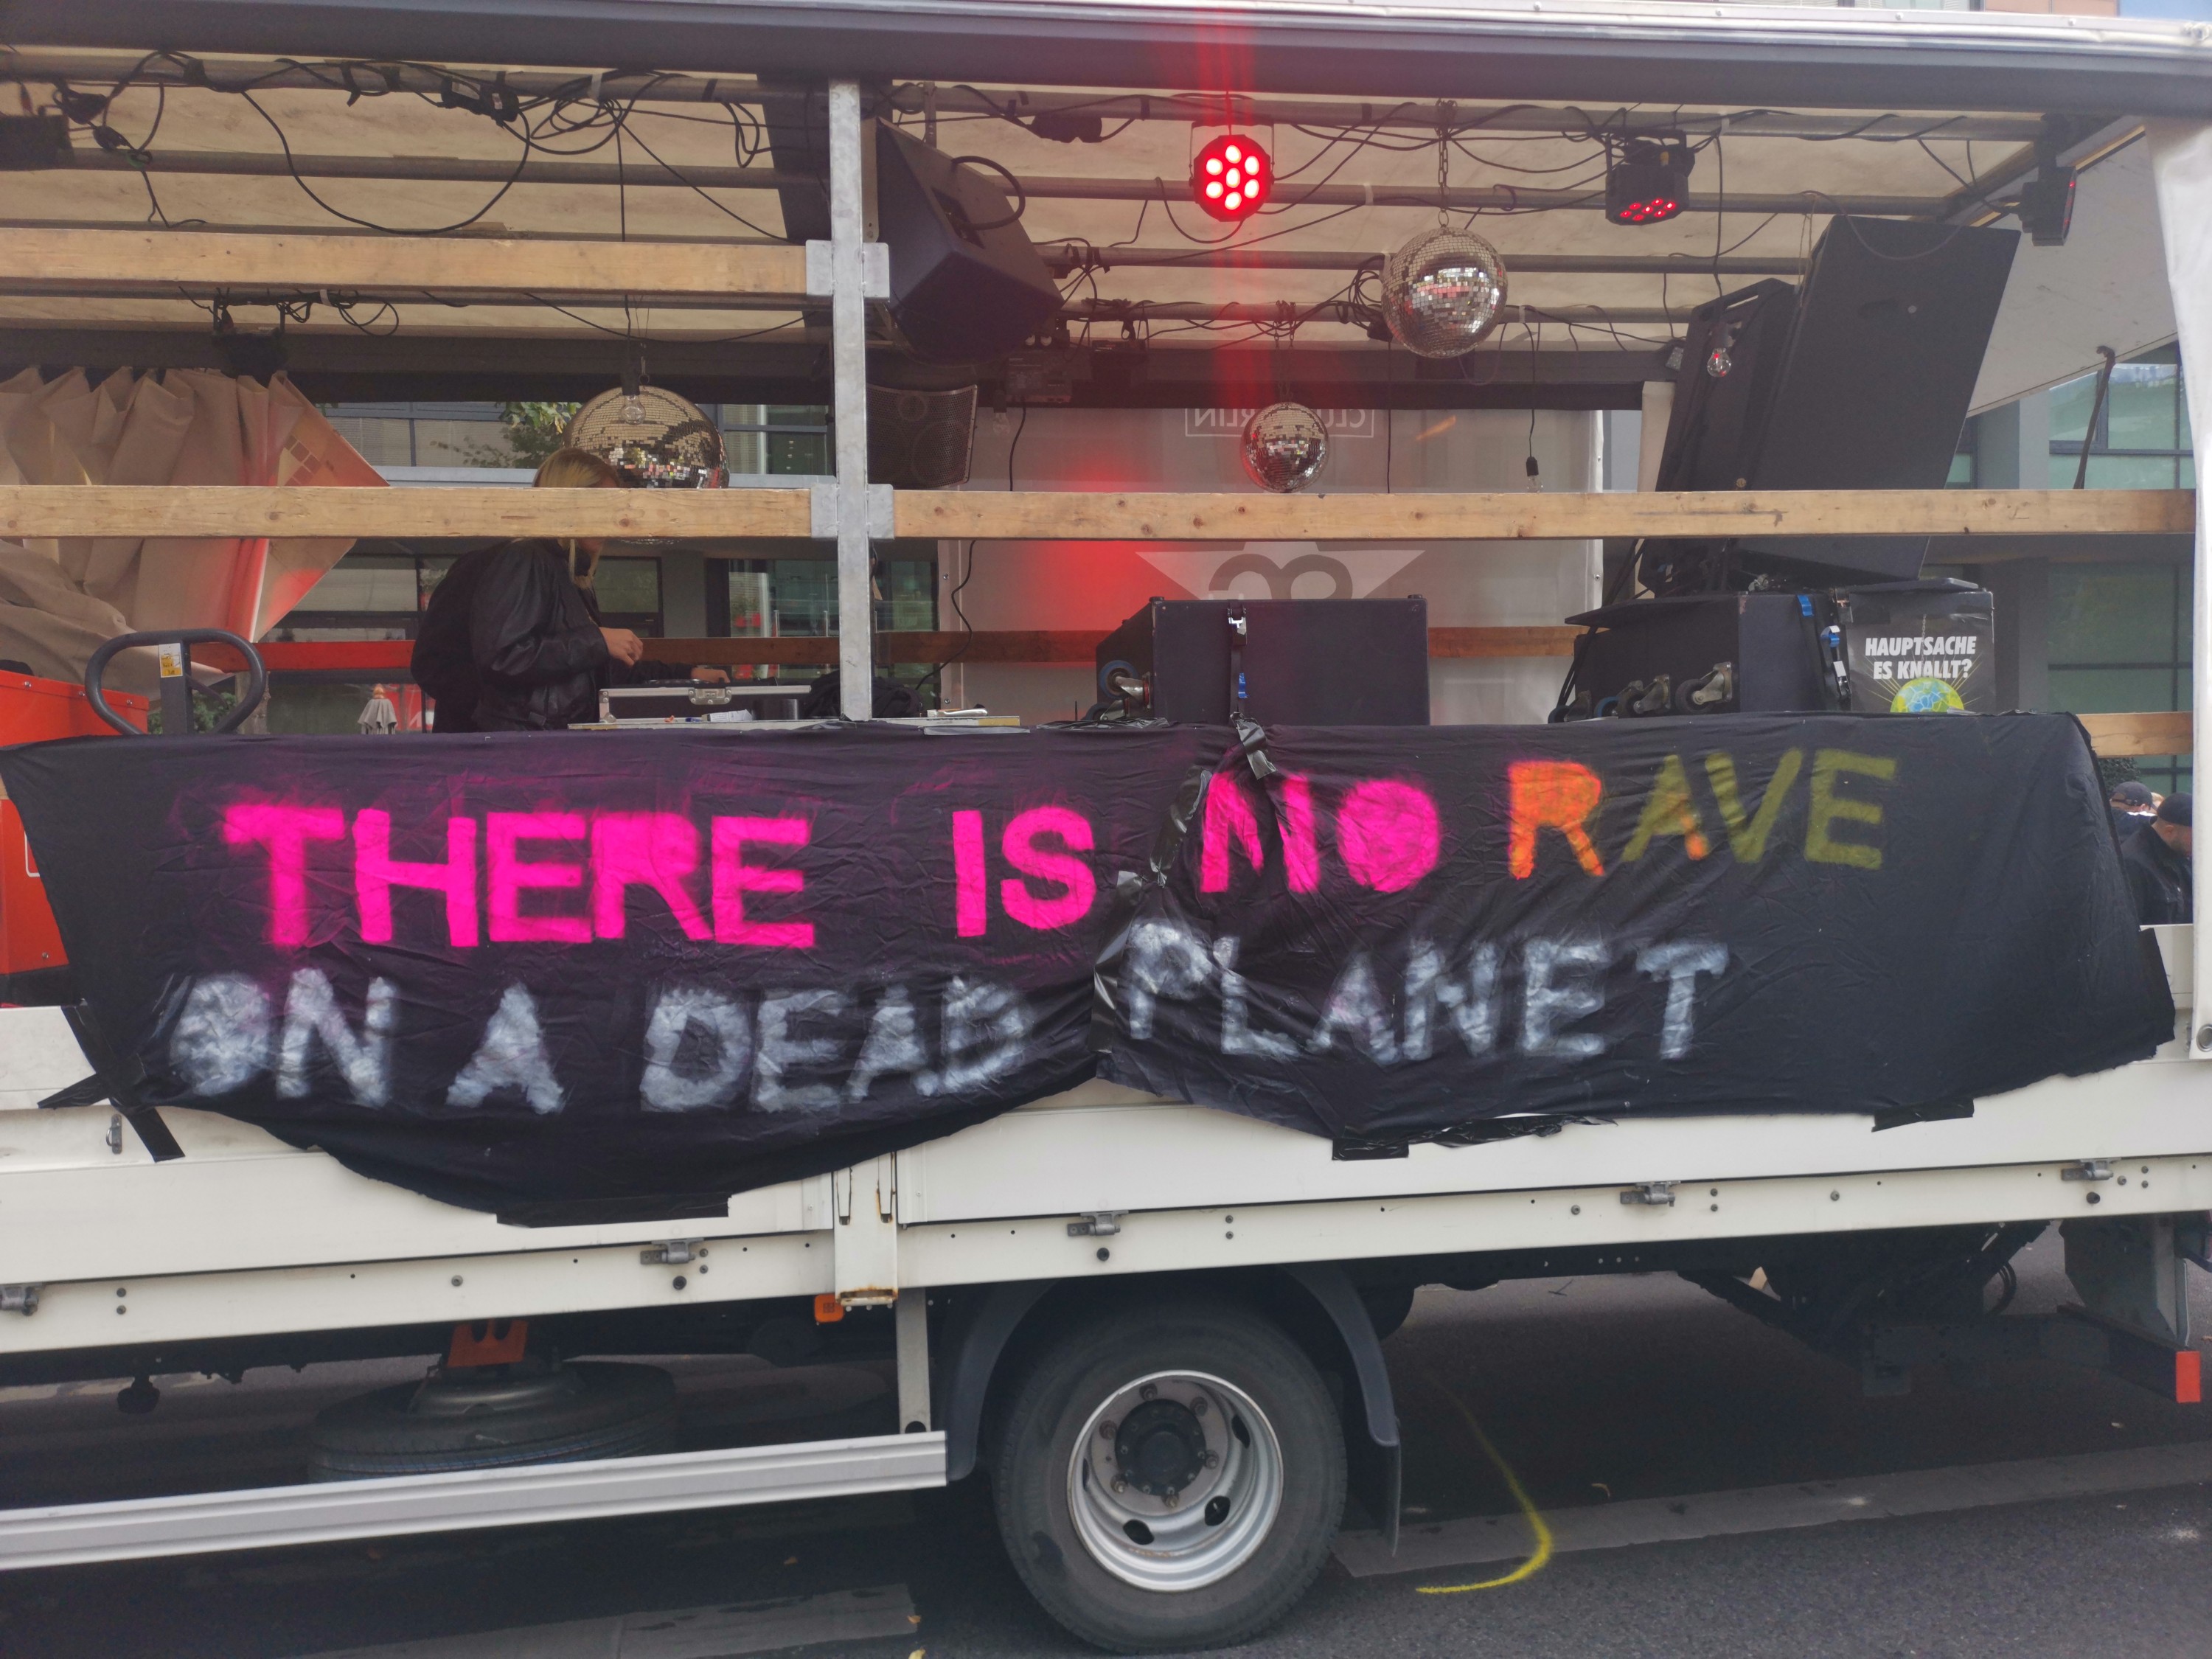 HAUPTSACHE
ES KNALLT?
THERE IS NO RAVE
ON A DEAD PLANET